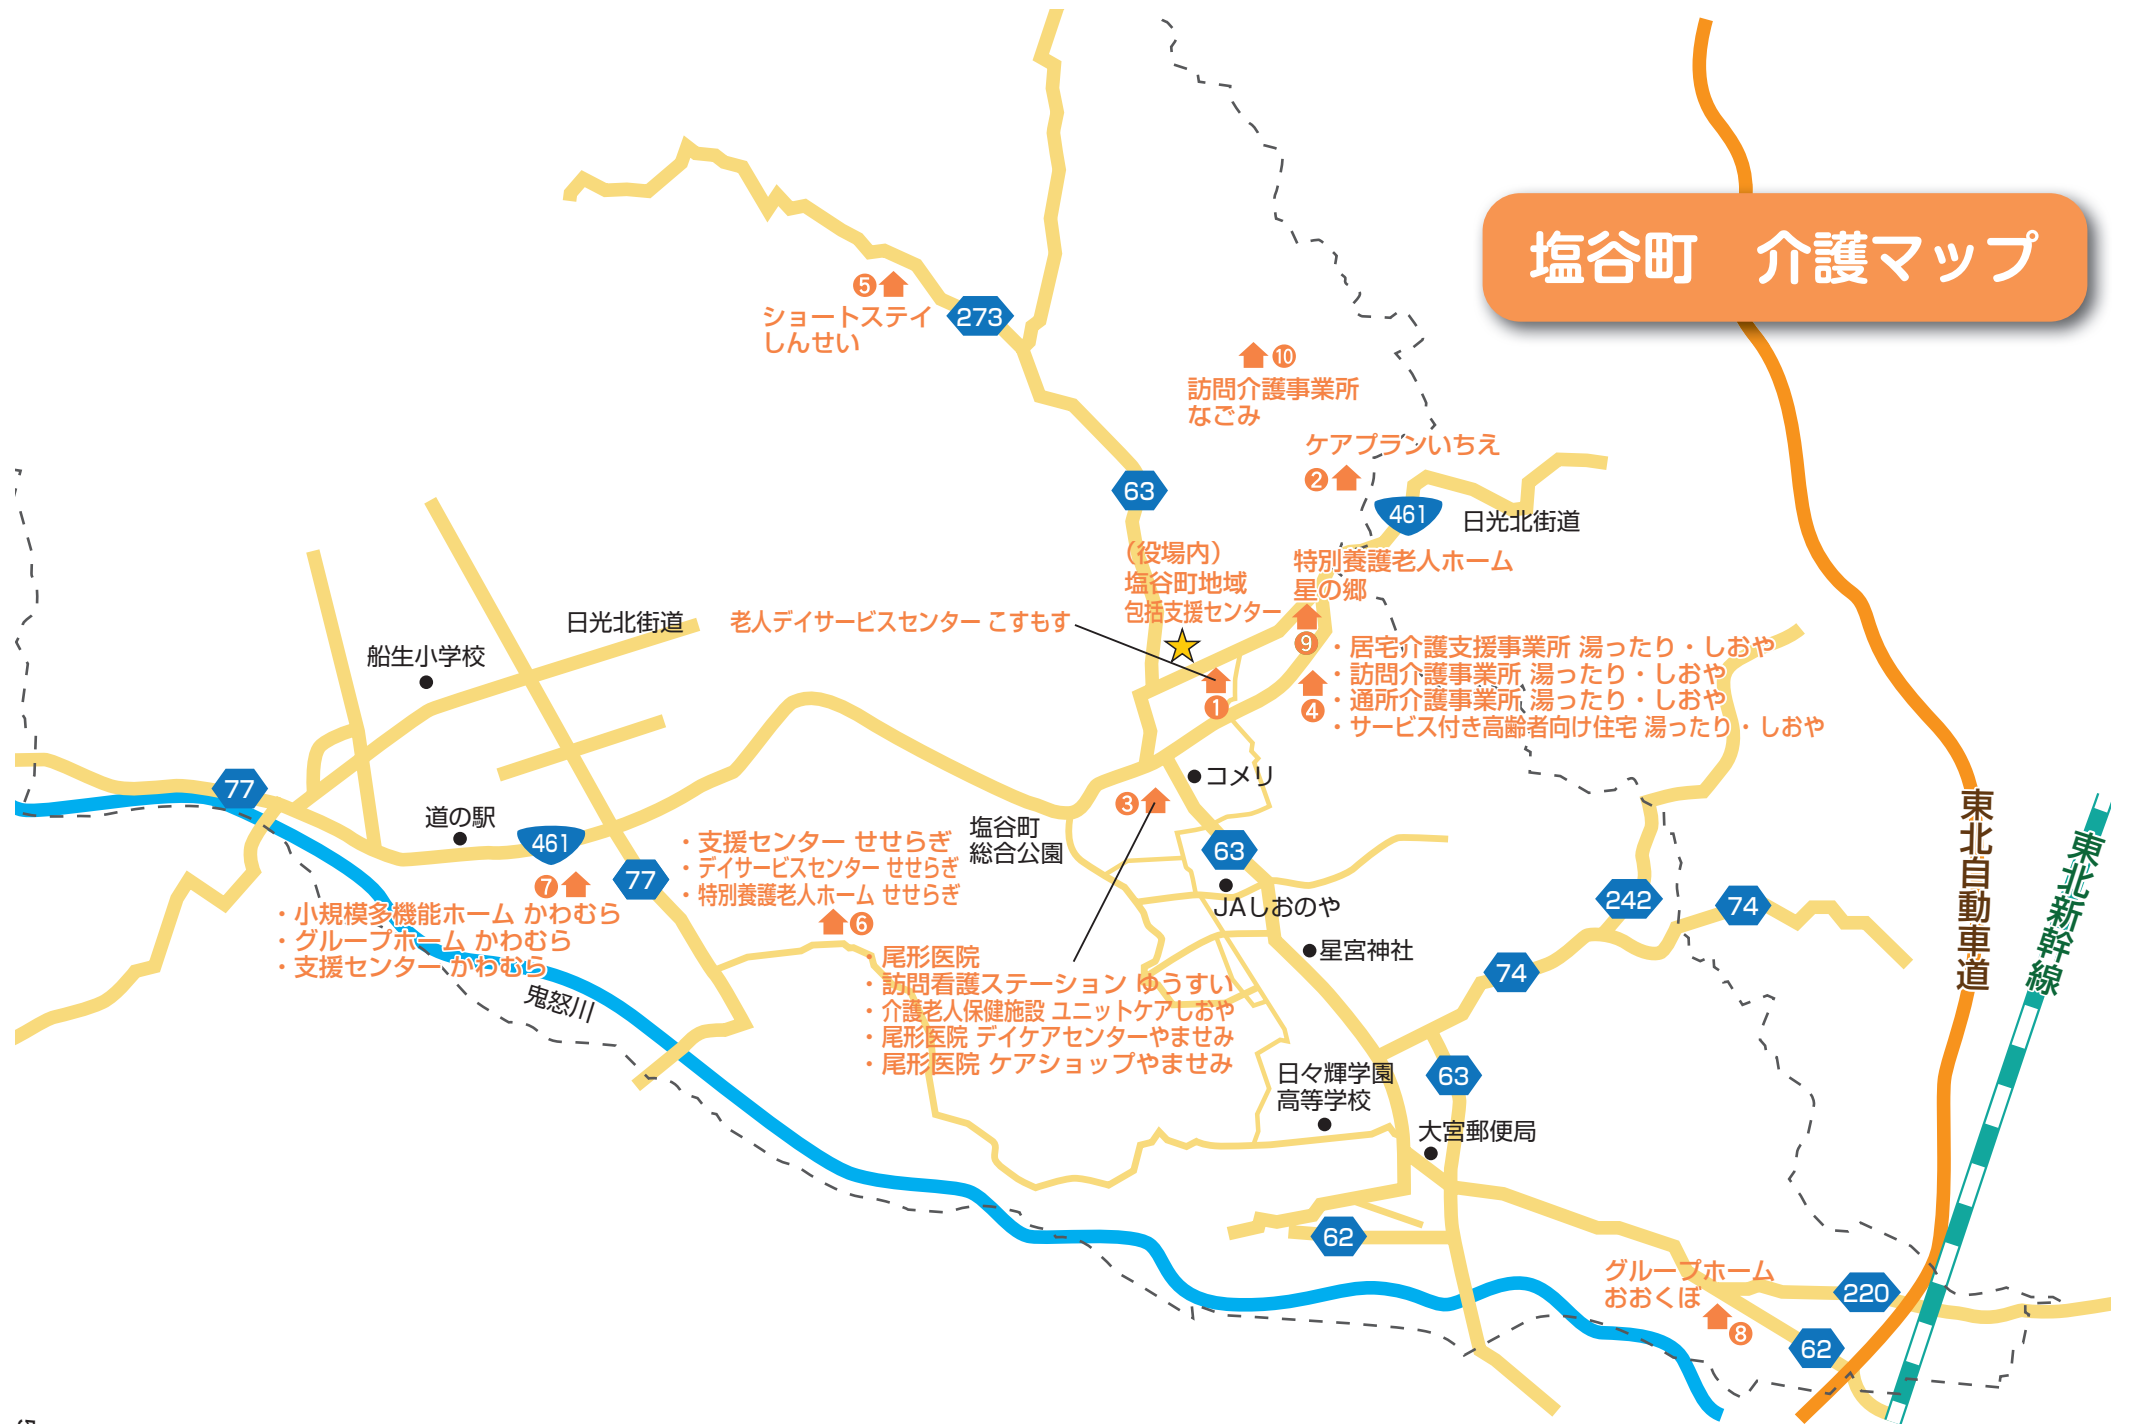 塩谷町　介護マップ
❺
ショートステイ
しんせい
273
❿
訪問介護事業所
なごみ
ケアプランいちえ
❷
63
461
日光北街道
（役場内）
塩谷町地域
包括支援センター
特別養護老人ホーム
星の郷
❾
老人デイサービスセンター こすもす
❶
日光北街道
船生小学校
・居宅介護支援事業所 湯ったり・しおや
・訪問介護事業所 湯ったり・しおや
・通所介護事業所 湯ったり・しおや
・サービス付き高齢者向け住宅 湯ったり・しおや
❹
コメリ
❸
77
道の駅
461
塩谷町
総合公園
63
77
・支援センター せせらぎ
・デイサービスセンター せせらぎ
・特別養護老人ホーム せせらぎ
❻
❼
・小規模多機能ホーム かわむら
・グループホーム かわむら
・支援センター かわむら
鬼怒川
JAしおのや
星宮神社
242
74
74
東北自動車道
東北新幹線
・尾形医院
・訪問看護ステーション ゆうすい
・介護老人保健施設 ユニットケアしおや
・尾形医院 デイケアセンターやませみ
・尾形医院 ケアショップやませみ
日々輝学園
高等学校
63
大宮郵便局
62
グループホーム
おおくぼ
❽
220
62